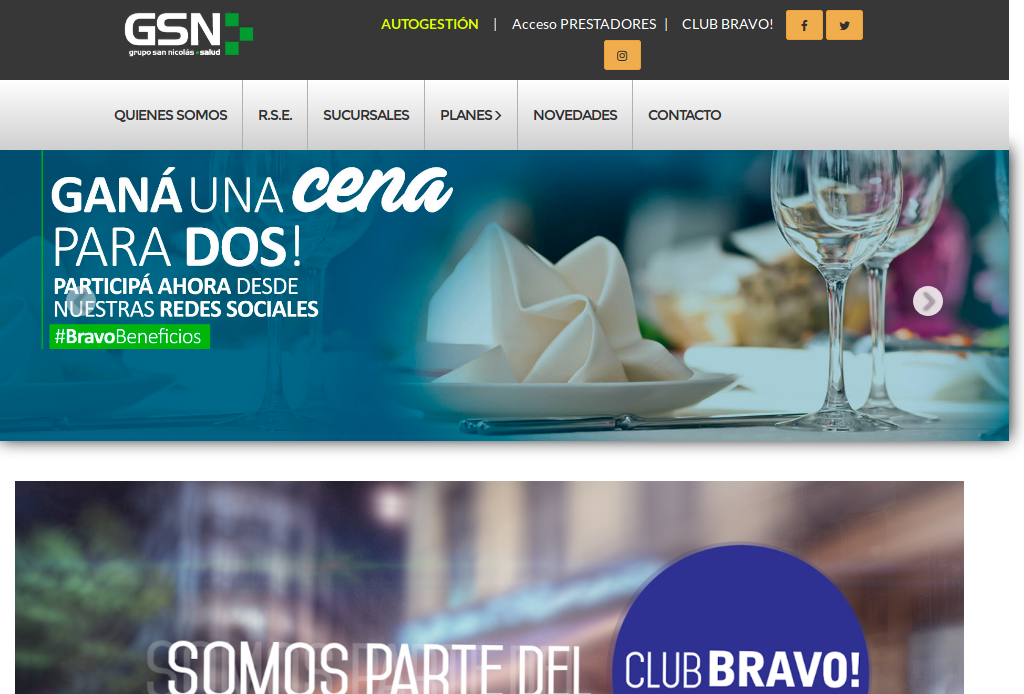 GSN
grupo san nicolás - salud
AUTOGESTIÓN | Acceso PRESTADORES | CLUB BRAVO!
QUIENES SOMOS R.S.E. SUCURSALES PLANES NOVEDADES CONTACTO
GANÁ UNA cena
PARA DOS!
PARTICIPÁ AHORA DESDE
NUESTRAS REDES SOCIALES
#BravoBeneficios
SOMOS PARTE DEL
CLUB BRAVO!